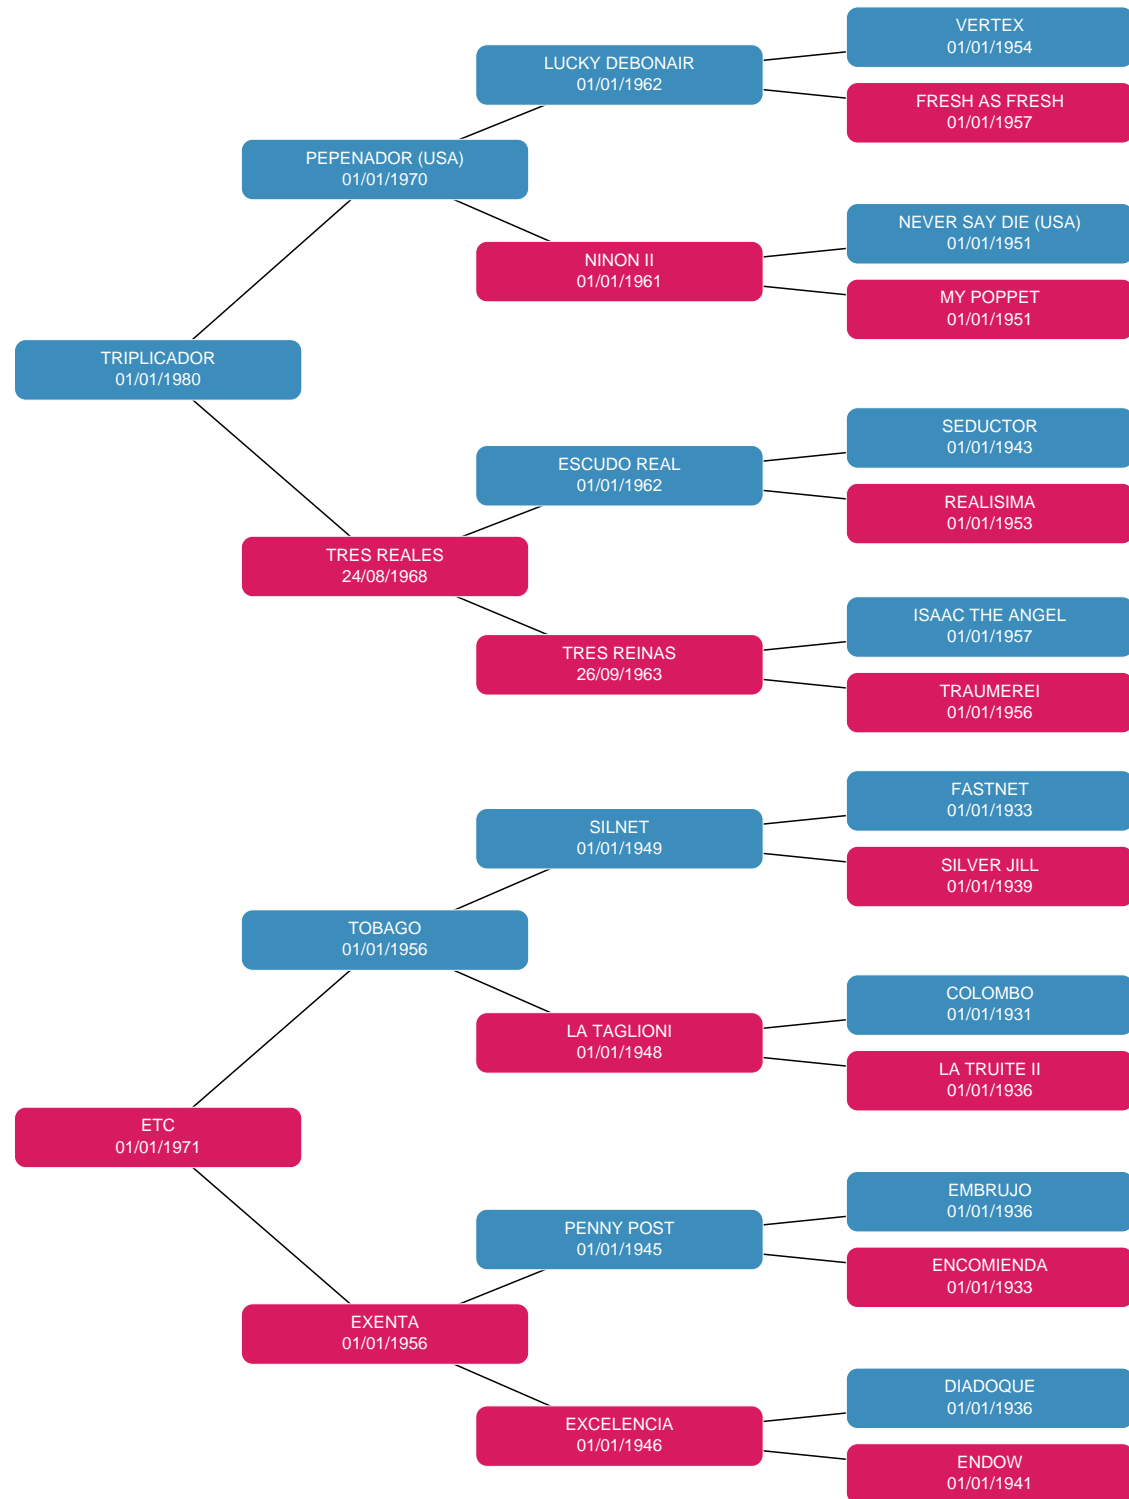 VERTEX
01/01/1954
LUCKY DEBONAIR
01/01/1962
FRESH AS FRESH
01/01/1957
PEPENADOR (USA)
01/01/1970
NEVER SAY DIE (USA)
01/01/1951
NINON II
01/01/1961
MY POPPET
01/01/1951
TRIPLICADOR
01/01/1980
SEDUCTOR
01/01/1943
ESCUDO REAL
01/01/1962
REALISIMA
01/01/1953
TRES REALES
24/08/1968
ISAAC THE ANGEL
01/01/1957
TRES REINAS
26/09/1963
TRAUMEREI
01/01/1956
FASTNET
01/01/1933
SILNET
01/01/1949
SILVER JILL
01/01/1939
TOBAGO
01/01/1956
COLOMBO
01/01/1931
LA TAGLIONI
01/01/1948
LA TRUITE II
01/01/1936
ETC
01/01/1971
EMBRUJO
01/01/1936
PENNY POST
01/01/1945
ENCOMIENDA
01/01/1933
EXENTA
01/01/1956
DIADOQUE
01/01/1936
EXCELENCIA
01/01/1946
ENDOW
01/01/1941